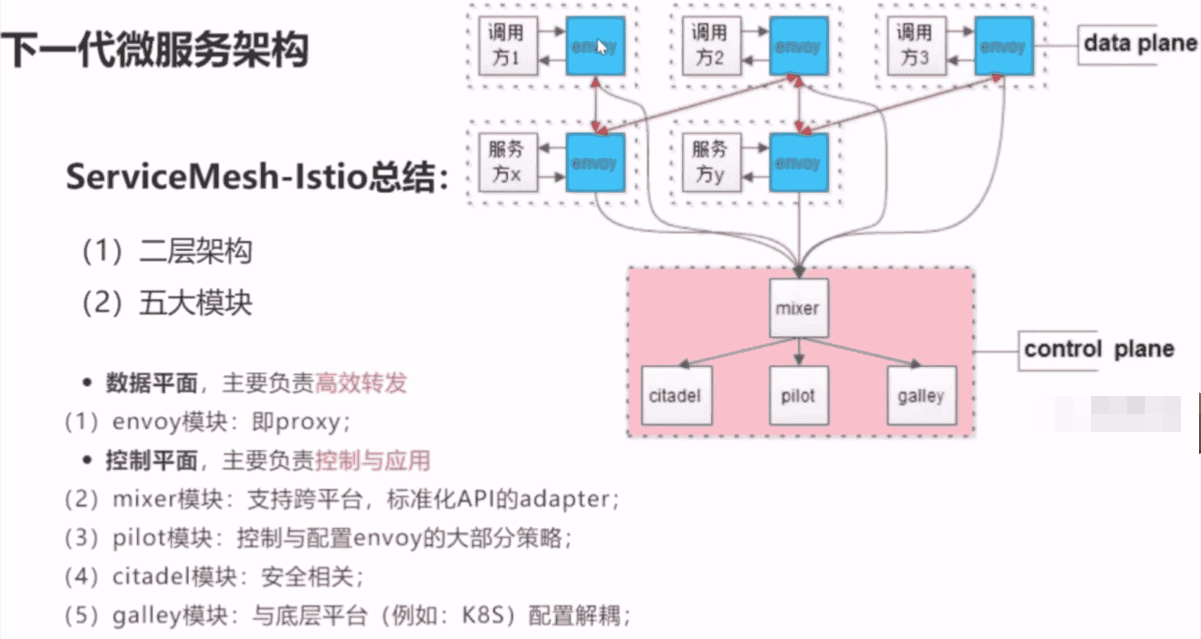 下一代微服务架构
ServiceMesh-Istio总结：
（1）二层架构
（2）五大模块
• 数据平面，主要负责高效转发
（1）envoy模块：即proxy；
• 控制平面，主要负责控制与应用
（2）mixer模块：支持跨平台，标准化API的adapter；
（3）pilot模块：控制与配置envoy的大部分策略；
（4）citadel模块：安全相关；
（5）galley模块：与底层平台（例如：K8S）配置解耦；
调用
方1
envoy
调用
方2
envoy
调用
方3
envoy
data plane
服务
方x
envoy
服务
方y
envoy
mixer
citadel
pilot
galley
control plane